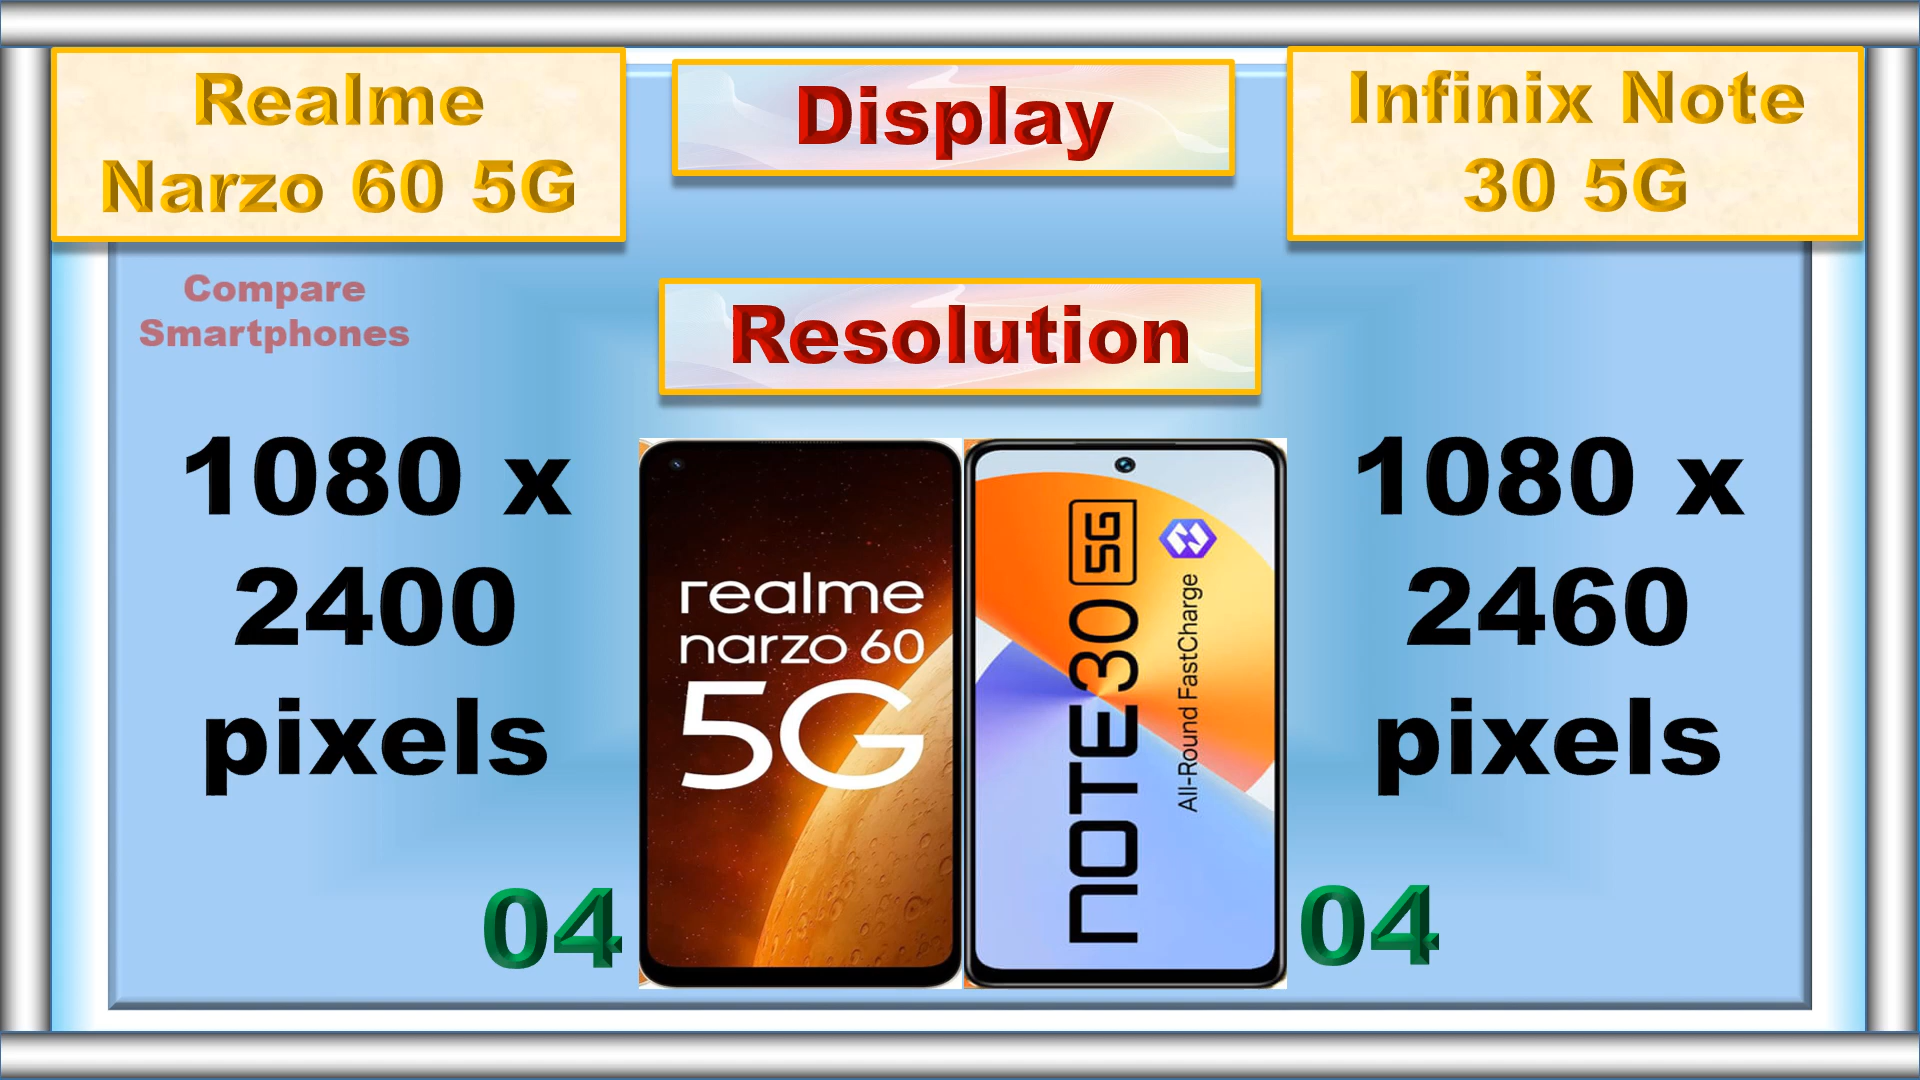 Realme
Narzo 60 5G
Display
Infinix Note
30 5G
Compare
Smartphones
Resolution
1080 x
2400
pixels
realme
narzo 60
5G
NOTE30 5G
All-Round FastCharge
1080 x
2460
pixels
04
04